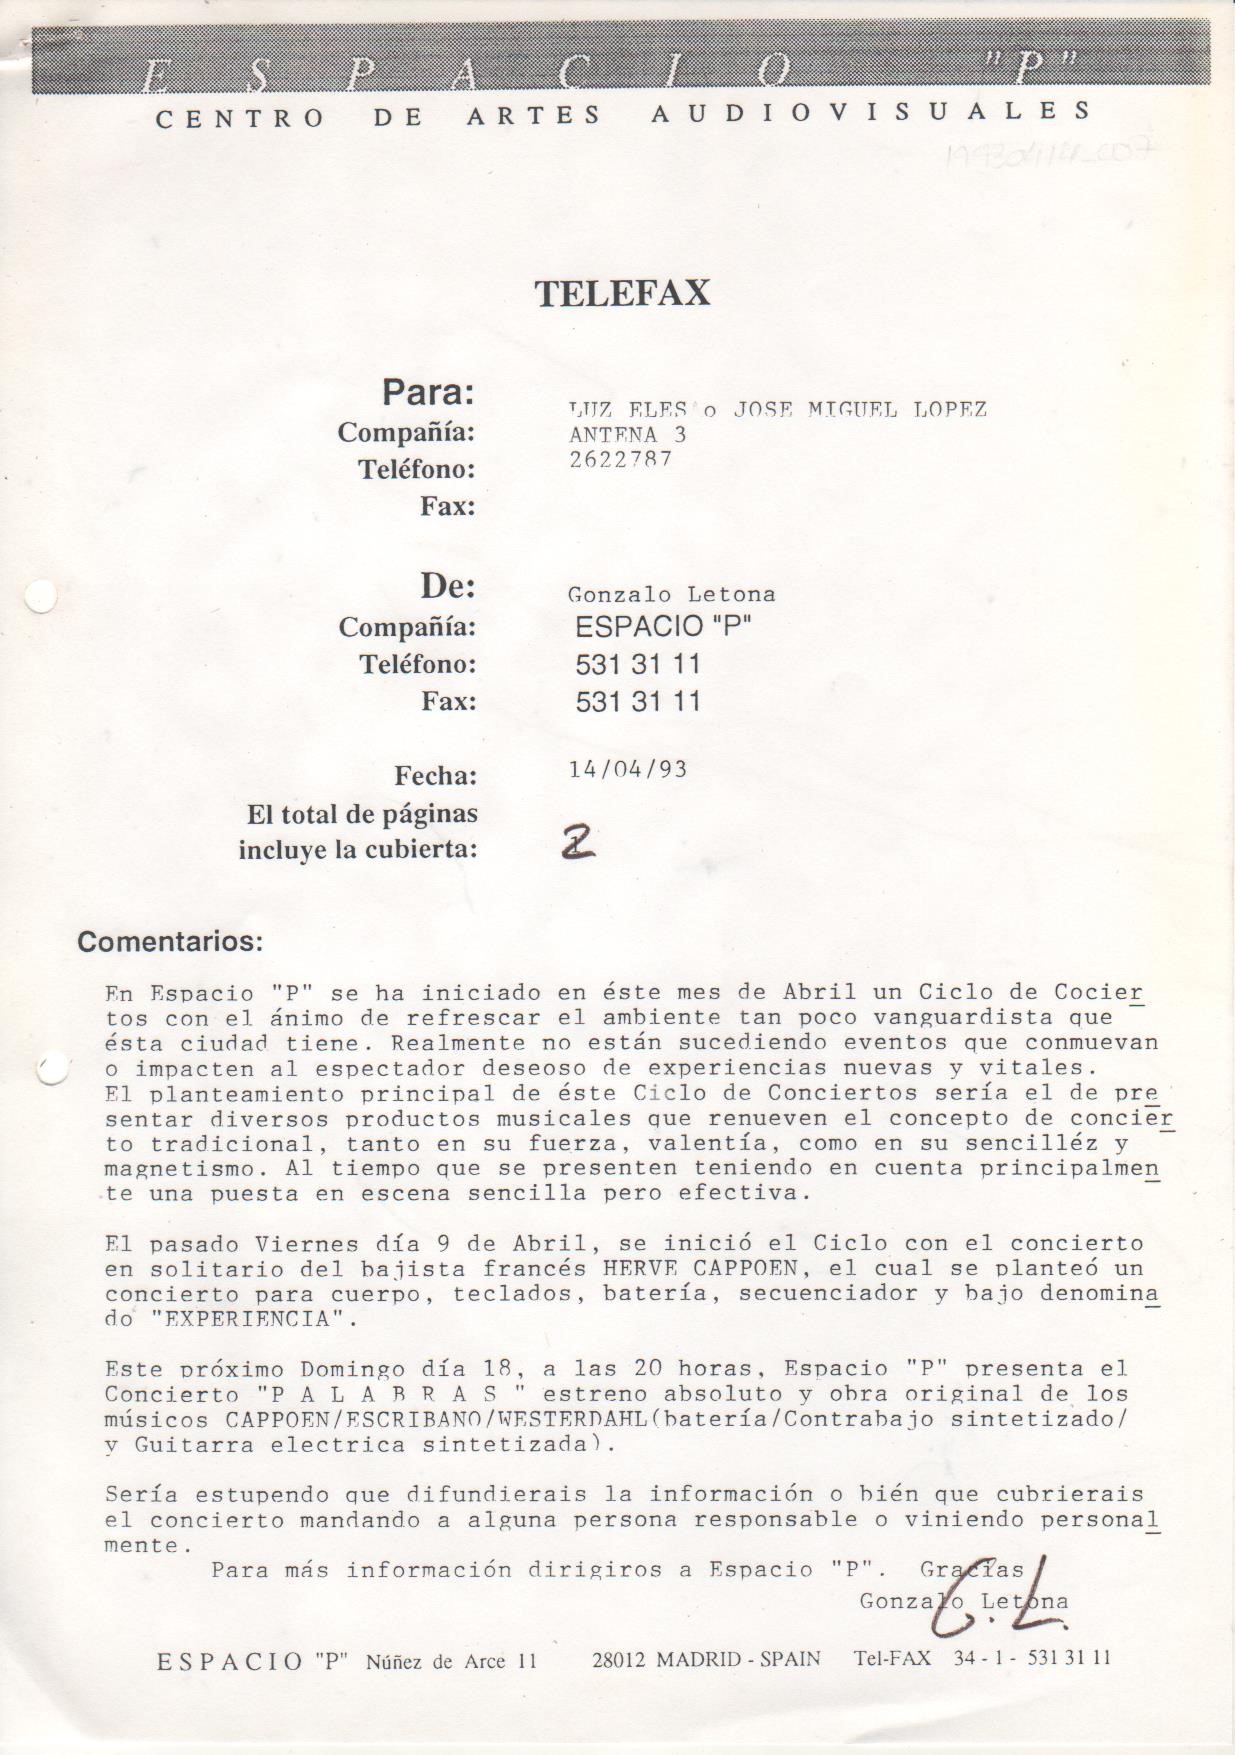 ESPACIO "P"
CENTRO DE ARTES AUDIOVISUALES
TELEFAX
Para: LUZ ELES o JOSE MIGUEL LOPEZ
Compañía: ANTENA 3
Teléfono: 2622787
Fax:
De: Gonzalo Letona
Compañía: ESPACIO "P"
Teléfono: 531 31 11
Fax: 531 31 11
Fecha: 14/04/93
El total de páginas
incluye la cubierta: 2
Comentarios:
En Espacio "P" se ha iniciado en éste mes de Abril un Ciclo de Cocier
tos con el ánimo de refrescar el ambiente tan poco vanguardista que
ésta ciudad tiene. Realmente no están sucediendo eventos que conmuevan
o impacten al espectador deseoso de experiencias nuevas y vitales.
El planteamiento principal de éste Ciclo de Conciertos sería el de pre
sentar diversos productos musicales que renueven el concepto de concier
to tradicional, tanto en su fuerza, valentía, como en su sencilléz y
magnetismo. Al tiempo que se presenten teniendo en cuenta principalmen
te una puesta en escena sencilla pero efectiva.
El pasado Viernes día 9 de Abril, se inició el Ciclo con el concierto
en solitario del bajista francés HERVE CAPPOEN, el cual se planteó un
concierto para cuerpo, teclados, batería, secuenciador y bajo denomina
do "EXPERIENCIA".
Este próximo Domingo día 18, a las 20 horas, Espacio "P" presenta el
Concierto "P A L A B R A S " estreno absoluto y obra original de los
músicos CAPPOEN/ESCRIBANO/WESTERDAHL(batería/Contrabajo sintetizado/
y Guitarra electrica sintetizada).
Sería estupendo que difundierais la información o bién que cubrierais
el concierto mandando a alguna persona responsable o viniendo personal
mente.
Para más información dirigiros a Espacio "P". Gracias
Gonzalo Letona
G. L.
ESPACIO "P" Núñez de Arce 11 28012 MADRID - SPAIN Tel-FAX 34 - 1 - 531 31 11